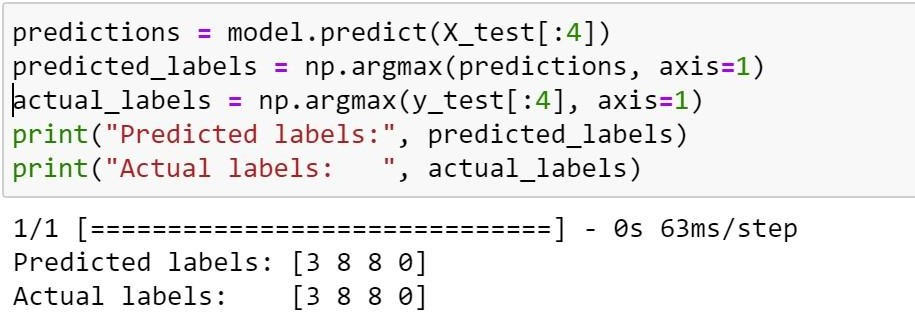 predictions = model.predict(X_test[:4])
predicted_labels = np.argmax(predictions, axis=1)
actual_labels = np.argmax(y_test[:4], axis=1)
print("Predicted labels:", predicted_labels)
print("Actual labels:   ", actual_labels)
1/1 [==============================] - 0s 63ms/step
Predicted labels: [3 8 8 0]
Actual labels:    [3 8 8 0]